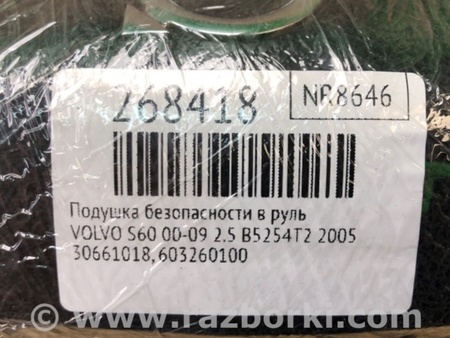 268418
NR8646
Подушка безопасности в руль
VOLVO S60 00-09 2.5 B5254T2 2005
30661018,603260100
© www.razborki.com